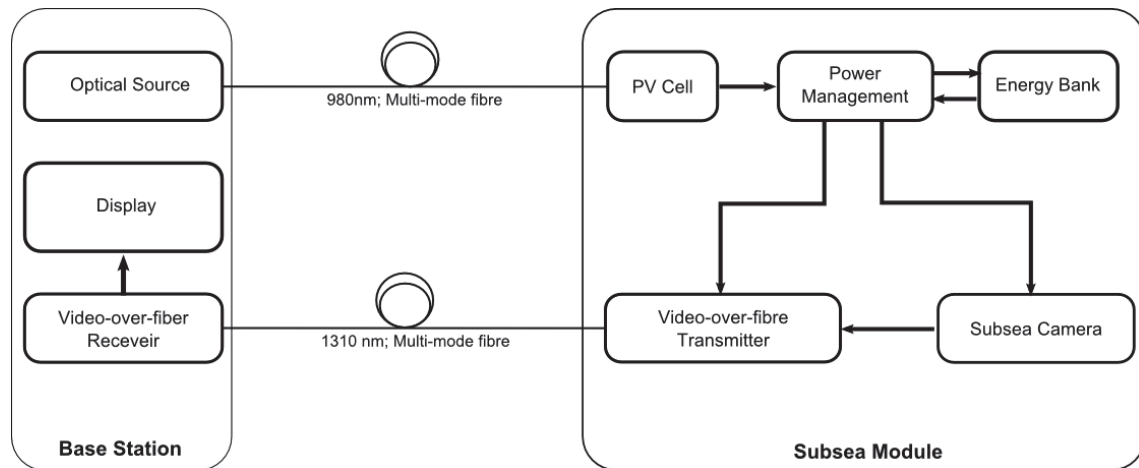 Optical Source
980nm; Multi-mode fibre
PV Cell
Power
Management
Energy Bank
Display
Video-over-fiber
Receveir
1310 nm; Multi-mode fibre
Video-over-fibre
Transmitter
Subsea Camera
Base Station
Subsea Module